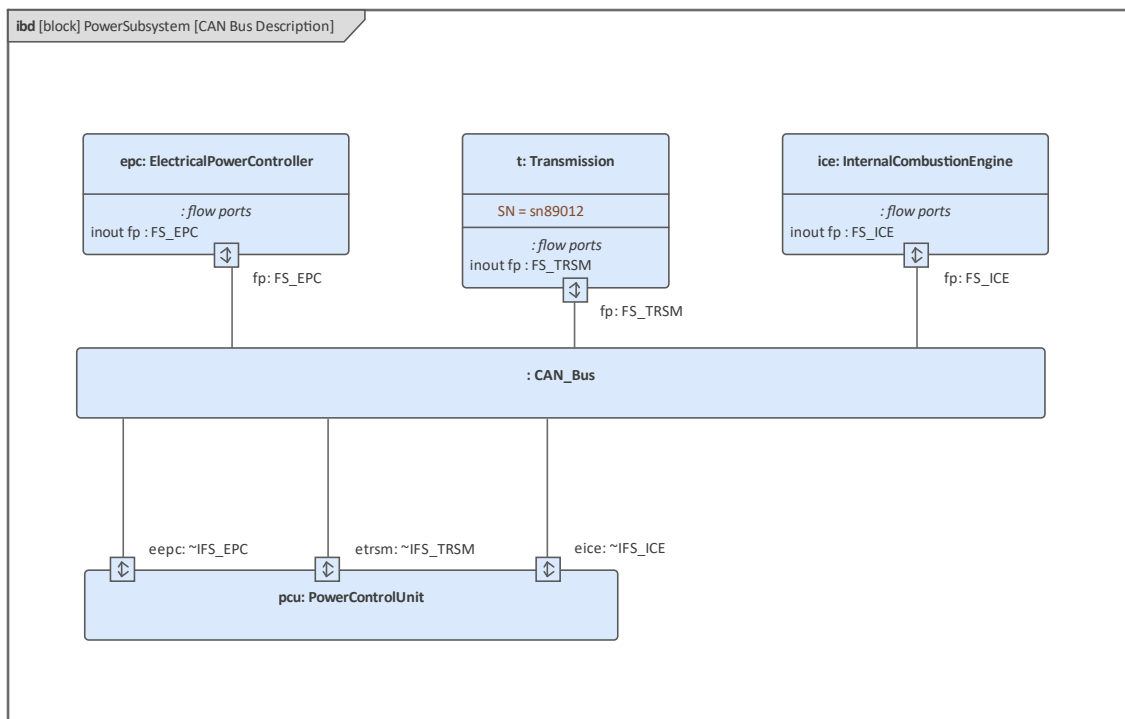 ibd [block] PowerSubsystem [CAN Bus Description]
epc: ElectricalPowerController
: flow ports
inout fp : FS_EPC
fp: FS_EPC
t: Transmission
SN = sn89012
: flow ports
inout fp : FS_TRSM
fp: FS_TRSM
ice: InternalCombustionEngine
: flow ports
inout fp : FS_ICE
fp: FS_ICE
: CAN_Bus
eepc: ~IFS_EPC
etrsm: ~IFS_TRSM
eice: ~IFS_ICE
pcu: PowerControlUnit